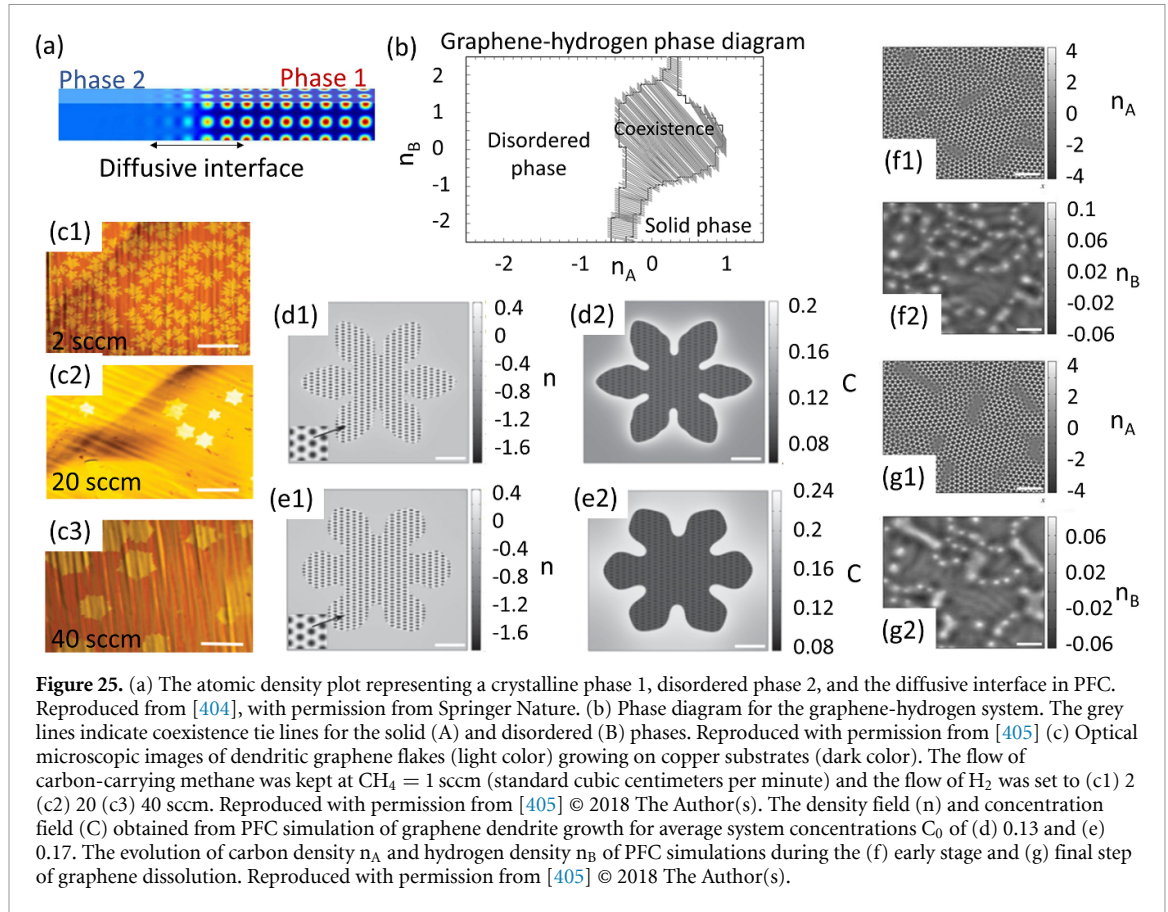 (a)
Phase 2
Phase 1
Diffusive interface
(b)
Graphene-hydrogen phase diagram
n_B
2
1
0
-1
-2
Disordered
phase
Coexistence
Solid phase
-2
-1
0
1
n_A
(c1)
2 sccm
(c2)
20 sccm
(c3)
40 sccm
(d1)
0.4
0
-0.4
-0.8
-1.2
-1.6
n
(d2)
0.2
0.16
0.12
0.08
C
(e1)
0.4
0
-0.4
-0.8
-1.2
-1.6
n
(e2)
0.24
0.2
0.16
0.12
0.08
C
(f1)
4
2
0
-2
-4
n_A
x
(f2)
0.1
0.06
0.02
-0.02
-0.06
n_B
(g1)
4
2
0
-2
-4
n_A
x
(g2)
0.06
0.02
-0.02
-0.06
n_B
Figure 25. (a) The atomic density plot representing a crystalline phase 1, disordered phase 2, and the diffusive interface in PFC.
Reproduced from [404], with permission from Springer Nature. (b) Phase diagram for the graphene-hydrogen system. The grey
lines indicate coexistence tie lines for the solid (A) and disordered (B) phases. Reproduced with permission from [405] (c) Optical
microscopic images of dendritic graphene flakes (light color) growing on copper substrates (dark color). The flow of
carbon-carrying methane was kept at CH₄ = 1 sccm (standard cubic centimeters per minute) and the flow of H₂ was set to (c1) 2
(c2) 20 (c3) 40 sccm. Reproduced with permission from [405] © 2018 The Author(s). The density field (n) and concentration
field (C) obtained from PFC simulation of graphene dendrite growth for average system concentrations C₀ of (d) 0.13 and (e)
0.17. The evolution of carbon density n_A and hydrogen density n_B of PFC simulations during the (f) early stage and (g) final step
of graphene dissolution. Reproduced with permission from [405] © 2018 The Author(s).